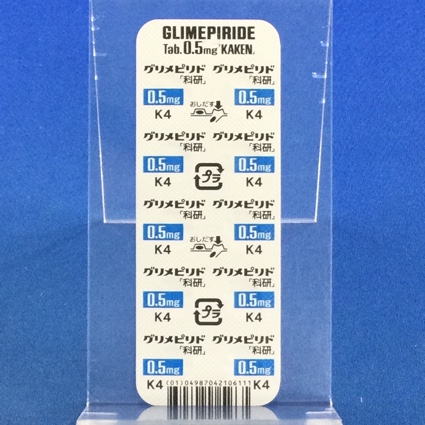 GLIMEPIRIDE
Tab. 0.5mg「KAKEN」
グリメピリド グリメピリド
「科研」 「科研」
0.5mg おしだす 0.5mg
K4 K4
グリメピリド グリメピリド
「科研」 「科研」
0.5mg プラ 0.5mg
K4 K4
グリメピリド グリメピリド
「科研」 「科研」
0.5mg おしだす 0.5mg
K4 K4
グリメピリド グリメピリド
「科研」 「科研」
0.5mg プラ 0.5mg
K4 K4
グリメピリド グリメピリド
「科研」 「科研」
0.5mg 0.5mg
K4 (01)04987042106111 K4